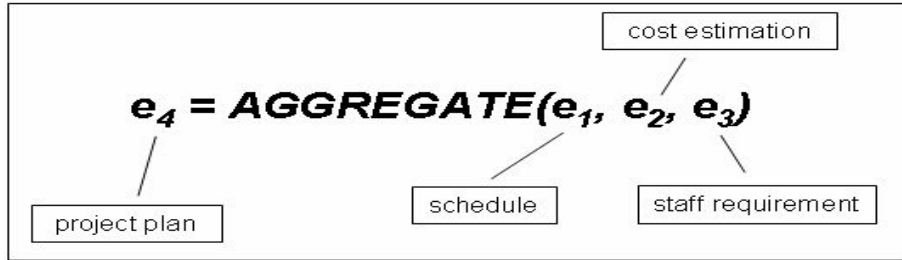 cost estimation
e4 = AGGREGATE(e1, e2, e3)
project plan
schedule
staff requirement